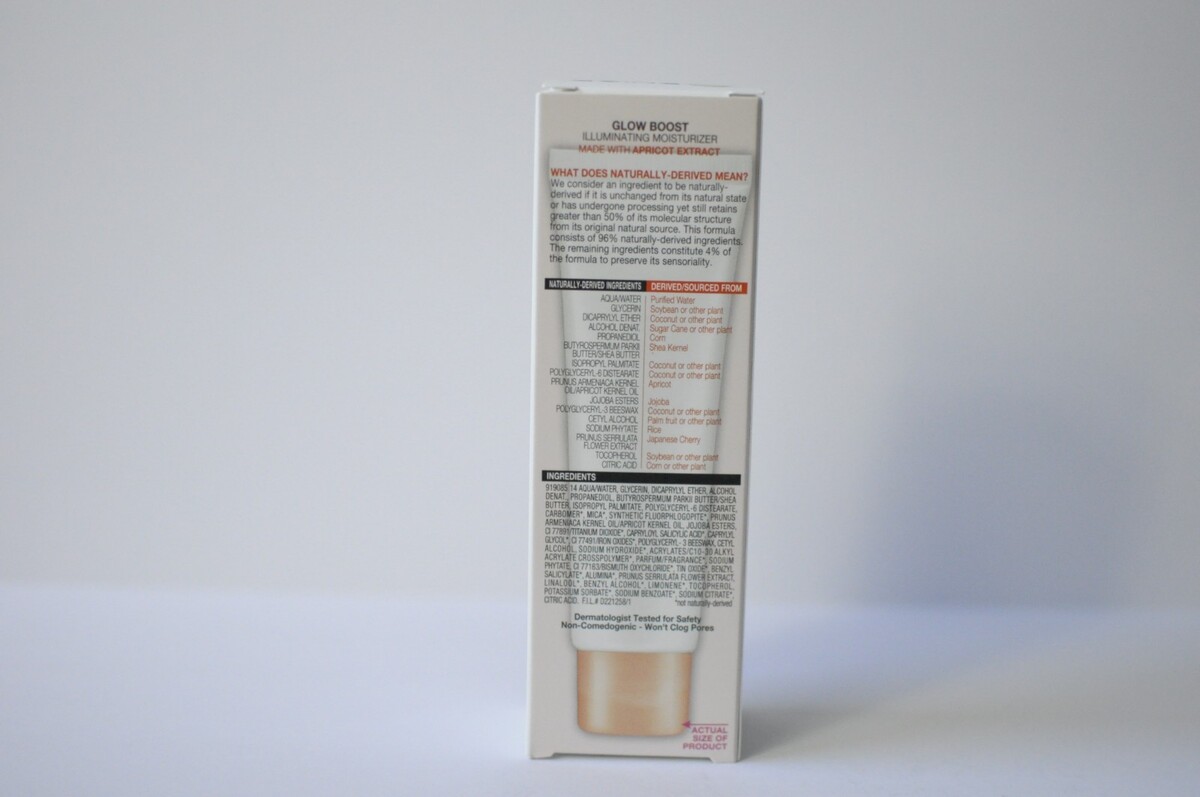 GLOW BOOST
ILLUMINATING MOISTURIZER
MADE WITH APRICOT EXTRACT
WHAT DOES NATURALLY-DERIVED MEAN?
We consider an ingredient to be naturally-
derived if it is unchanged from its natural state
or has undergone processing yet still retains
greater than 50% of its molecular structure
from its original natural source. This formula
consists of 96% naturally-derived ingredients.
The remaining ingredients constitute 4% of
the formula to preserve its sensoriality.
NATURALLY-DERIVED INGREDIENTS DERIVED/SOURCED FROM
AQUA/WATER Purified Water
GLYCERIN Soybean or other plant
DICAPRYLYL ETHER Coconut or other plant
ALCOHOL DENAT. Sugar Cane or other plant
PROPANEDIOL Corn
BUTYROSPERMUM PARKII Shea Kernel
BUTTER/SHEA BUTTER
ISOPROPYL PALMITATE Coconut or other plant
POLYGLYCERYL-6 DISTEARATE Coconut or other plant
PRUNUS ARMENIACA KERNEL Apricot
OIL/APRICOT KERNEL OIL
JOJOBA ESTERS Jojoba
POLYGLYCERYL-3 BEESWAX Coconut or other plant
CETYL ALCOHOL Palm fruit or other plant
SODIUM PHYTATE Rice
PRUNUS SERRULATA Japanese Cherry
FLOWER EXTRACT
TOCOPHEROL Soybean or other plant
CITRIC ACID Corn or other plant
INGREDIENTS
919085 14 AQUA/WATER, GLYCERIN, DICAPRYLYL ETHER, ALCOHOL
DENAT., PROPANEDIOL, BUTYROSPERMUM PARKII BUTTER/SHEA
BUTTER, ISOPROPYL PALMITATE, POLYGLYCERYL-6 DISTEARATE,
CARBOMER*, MICA*, SYNTHETIC FLUORPHLOGOPITE*, PRUNUS
ARMENIACA KERNEL OIL/APRICOT KERNEL OIL, JOJOBA ESTERS,
CI 77891/TITANIUM DIOXIDE*, CAPRYLOYL SALICYLIC ACID*, CAPRYLYL
GLYCOL*, CI 77491/IRON OXIDES*, POLYGLYCERYL-3 BEESWAX, CETYL
ALCOHOL, SODIUM HYDROXIDE*, ACRYLATES/C10-30 ALKYL
ACRYLATE CROSSPOLYMER*, PARFUM/FRAGRANCE*, SODIUM
PHYTATE, CI 77163/BISMUTH OXYCHLORIDE*, TIN OXIDE*, BENZYL
SALICYLATE*, ALUMINA*, PRUNUS SERRULATA FLOWER EXTRACT,
LINALOOL*, BENZYL ALCOHOL*, LIMONENE*, TOCOPHEROL,
POTASSIUM SORBATE*, SODIUM BENZOATE*, SODIUM CITRATE*,
CITRIC ACID. F.I.L.# D221258/1 *not naturally-derived
Dermatologist Tested for Safety
Non-Comedogenic - Won't Clog Pores
ACTUAL
SIZE OF
PRODUCT